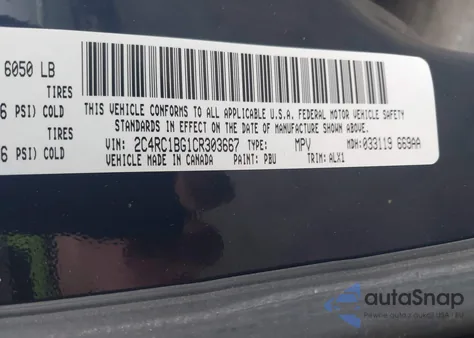 6050 LB
TIRES
6 PSI) COLD
TIRES
6 PSI) COLD
THIS VEHICLE CONFORMS TO ALL APPLICABLE U.S.A. FEDERAL MOTOR VEHICLE SAFETY
STANDARDS IN EFFECT ON THE DATE OF MANUFACTURE SHOWN ABOVE.
VIN: 2C4RC1BG1CR303667 TYPE: MPV MDH: 033119 669AA
VEHICLE MADE IN CANADA PAINT: PBU TRIM: ALX1
autaSnap